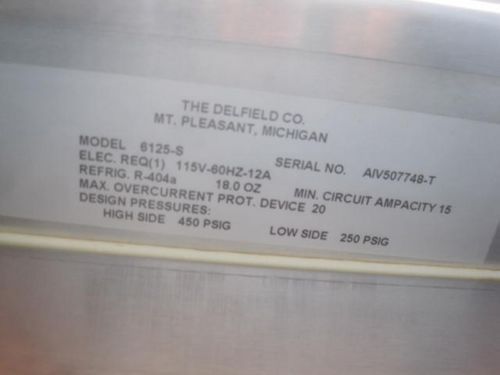 THE DELFIELD CO.
MT. PLEASANT, MICHIGAN
MODEL 6125-S SERIAL NO. AIV507748-T
ELEC. REQ(1) 115V-60HZ-12A MIN. CIRCUIT AMPACITY 15
REFRIG. R-404a 18.0 OZ
MAX. OVERCURRENT PROT. DEVICE 20
DESIGN PRESSURES:
HIGH SIDE 450 PSIG LOW SIDE 250 PSIG